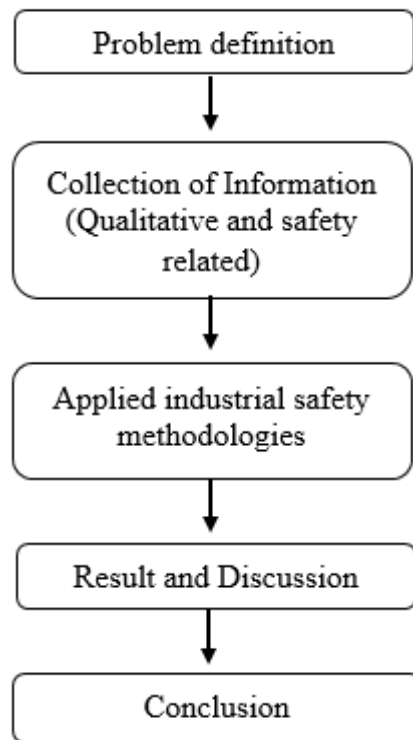 Problem definition
Collection of Information
(Qualitative and safety
related)
Applied industrial safety
methodologies
Result and Discussion
Conclusion